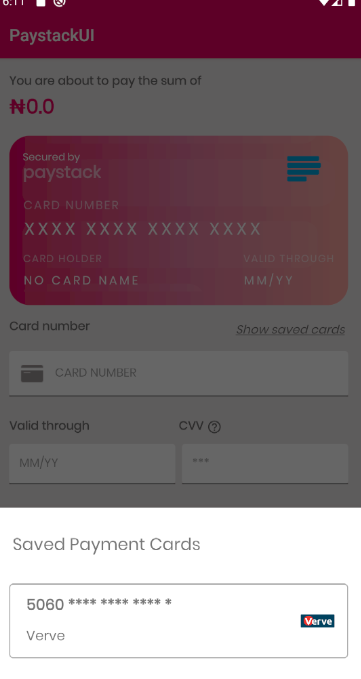 6:11
PaystackUI
You are about to pay the sum of
₦0.0
Secured by
paystack
CARD NUMBER
XXXX XXXX XXXX XXXX
CARD HOLDER VALID THROUGH
NO CARD NAME MM/YY
Card number Show saved cards
CARD NUMBER
Valid through CVV ?
MM/YY ***
Saved Payment Cards
5060 **** **** **** *
Verve Verve